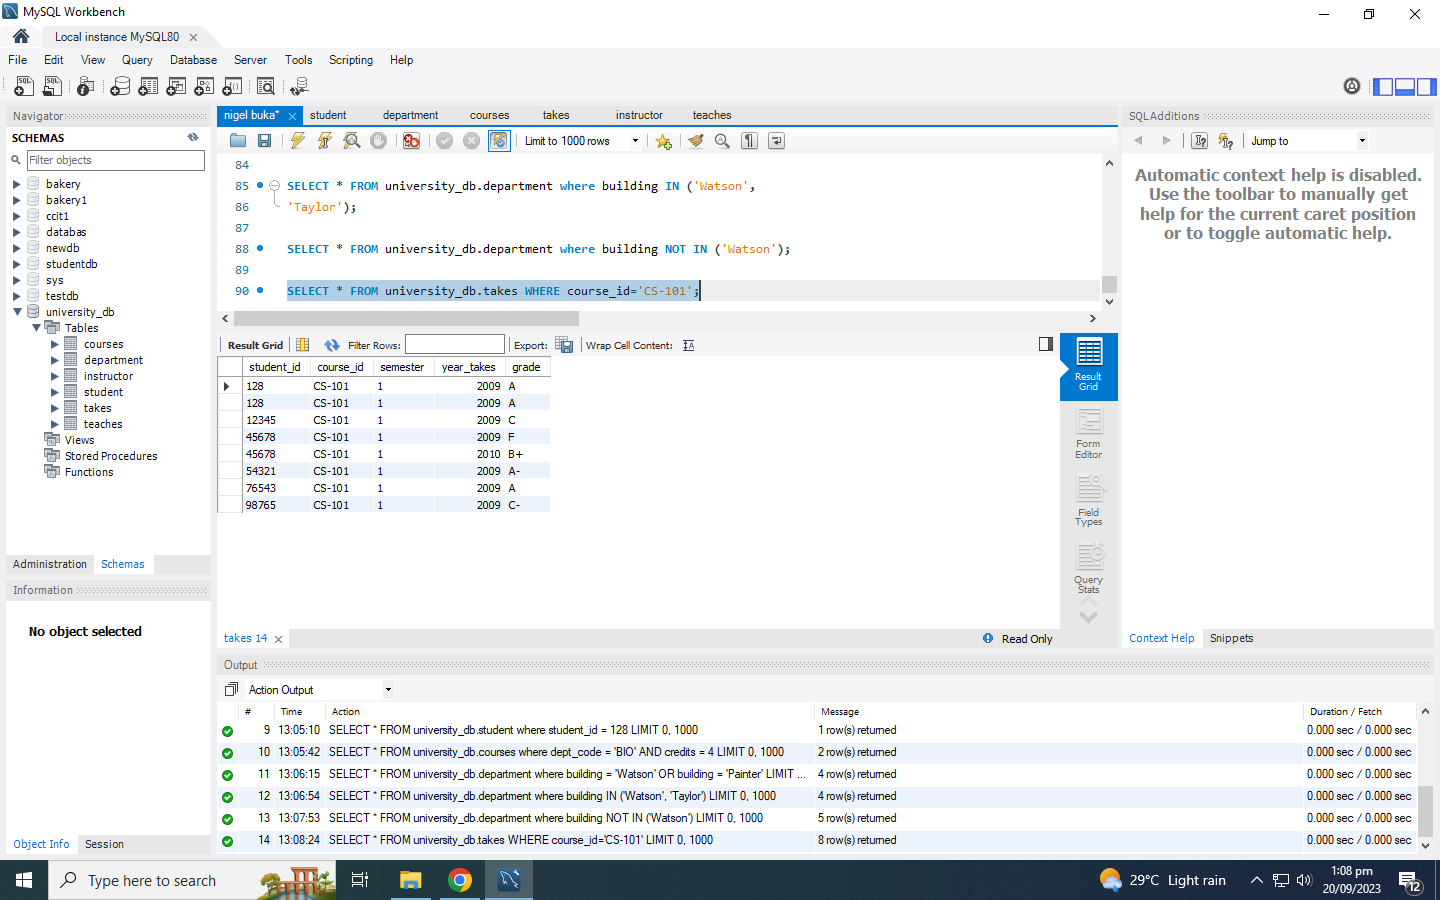 MySQL Workbench
Local instance MySQL80
File Edit View Query Database Server Tools Scripting Help
Navigator
SCHEMAS
Filter objects
bakery
bakery1
ccit1
databas
newdb
studentdb
sys
testdb
university_db
Tables
courses
department
instructor
student
takes
teaches
Views
Stored Procedures
Functions
Administration Schemas
Information
No object selected
Object Info Session
nigel buka* student department courses takes instructor teaches
Limit to 1000 rows
84
85 SELECT * FROM university_db.department where building IN ('Watson',
86 'Taylor');
87
88 SELECT * FROM university_db.department where building NOT IN ('Watson');
89
90 SELECT * FROM university_db.takes WHERE course_id='CS-101';
Result Grid Filter Rows: Export: Wrap Cell Content:
student_id course_id semester year_takes grade
128 CS-101 1 2009 A
128 CS-101 1 2009 A
12345 CS-101 1 2009 C
45678 CS-101 1 2009 F
45678 CS-101 1 2010 B+
54321 CS-101 1 2009 A-
76543 CS-101 1 2009 A
98765 CS-101 1 2009 C-
Result
Grid
Form
Editor
Field
Types
Query
Stats
takes 14
Read Only
SQLAdditions
Jump to
Automatic context help is disabled.
Use the toolbar to manually get
help for the current caret position
or to toggle automatic help.
Context Help Snippets
Output
Action Output
# Time Action Message Duration / Fetch
9 13:05:10 SELECT * FROM university_db.student where student_id = 128 LIMIT 0, 1000 1 row(s) returned 0.000 sec / 0.000 sec
10 13:05:42 SELECT * FROM university_db.courses where dept_code = 'BIO' AND credits = 4 LIMIT 0, 1000 2 row(s) returned 0.000 sec / 0.000 sec
11 13:06:15 SELECT * FROM university_db.department where building = 'Watson' OR building = 'Painter' LIMIT ... 4 row(s) returned 0.000 sec / 0.000 sec
12 13:06:54 SELECT * FROM university_db.department where building IN ('Watson', 'Taylor') LIMIT 0, 1000 4 row(s) returned 0.000 sec / 0.000 sec
13 13:07:53 SELECT * FROM university_db.department where building NOT IN ('Watson') LIMIT 0, 1000 5 row(s) returned 0.000 sec / 0.000 sec
14 13:08:24 SELECT * FROM university_db.takes WHERE course_id='CS-101' LIMIT 0, 1000 8 row(s) returned 0.000 sec / 0.000 sec
Type here to search
29°C Light rain
1:08 pm
20/09/2023
12